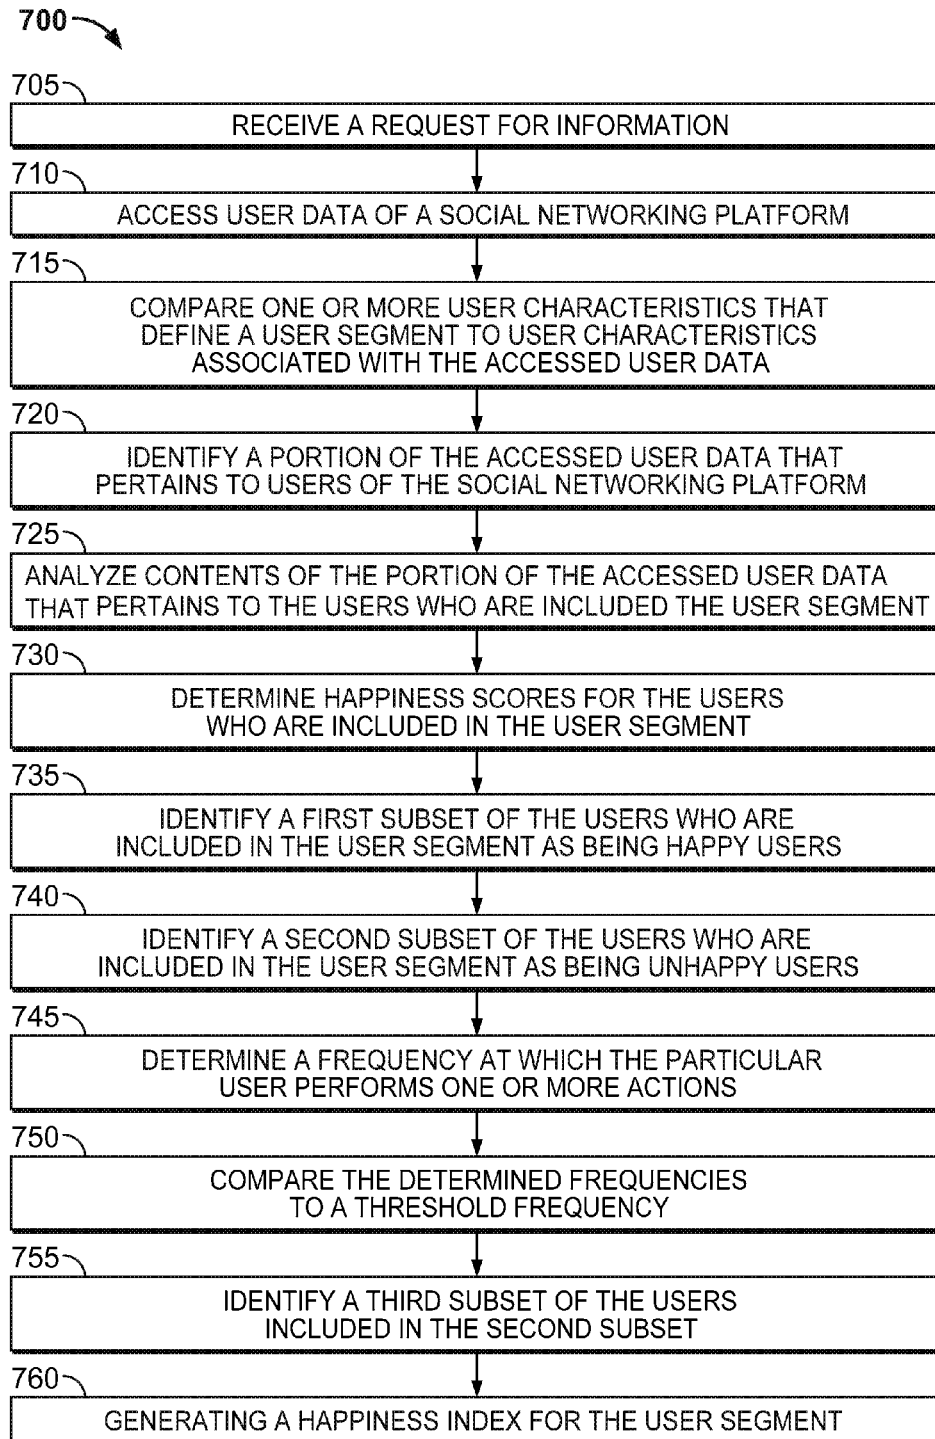 700
705
RECEIVE A REQUEST FOR INFORMATION
710
ACCESS USER DATA OF A SOCIAL NETWORKING PLATFORM
715
COMPARE ONE OR MORE USER CHARACTERISTICS THAT
DEFINE A USER SEGMENT TO USER CHARACTERISTICS
ASSOCIATED WITH THE ACCESSED USER DATA
720
IDENTIFY A PORTION OF THE ACCESSED USER DATA THAT
PERTAINS TO USERS OF THE SOCIAL NETWORKING PLATFORM
725
ANALYZE CONTENTS OF THE PORTION OF THE ACCESSED USER DATA
THAT PERTAINS TO THE USERS WHO ARE INCLUDED THE USER SEGMENT
730
DETERMINE HAPPINESS SCORES FOR THE USERS
WHO ARE INCLUDED IN THE USER SEGMENT
735
IDENTIFY A FIRST SUBSET OF THE USERS WHO ARE
INCLUDED IN THE USER SEGMENT AS BEING HAPPY USERS
740
IDENTIFY A SECOND SUBSET OF THE USERS WHO ARE
INCLUDED IN THE USER SEGMENT AS BEING UNHAPPY USERS
745
DETERMINE A FREQUENCY AT WHICH THE PARTICULAR
USER PERFORMS ONE OR MORE ACTIONS
750
COMPARE THE DETERMINED FREQUENCIES
TO A THRESHOLD FREQUENCY
755
IDENTIFY A THIRD SUBSET OF THE USERS
INCLUDED IN THE SECOND SUBSET
760
GENERATING A HAPPINESS INDEX FOR THE USER SEGMENT